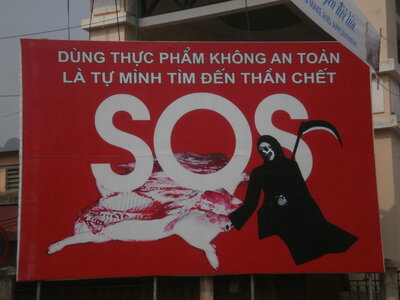 DÙNG THỰC PHẨM KHÔNG AN TOÀN
LÀ TỰ MÌNH TÌM ĐẾN THẦN CHẾT
SOS